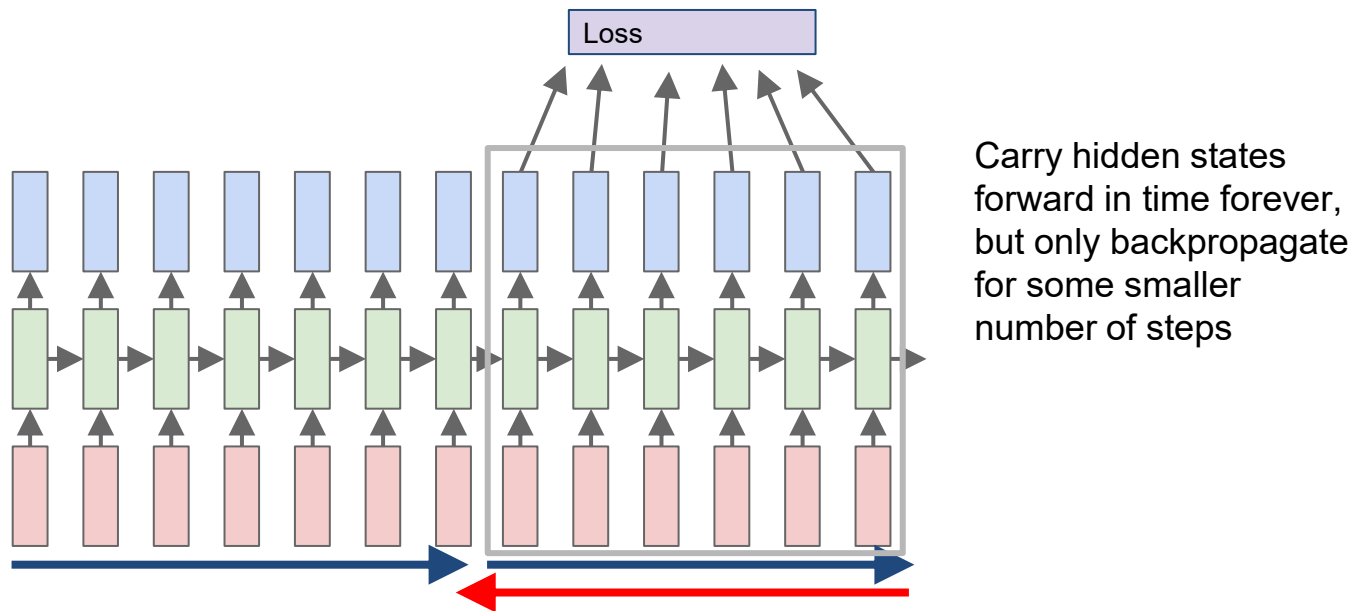 Loss
Carry hidden states
forward in time forever,
but only backpropagate
for some smaller
number of steps